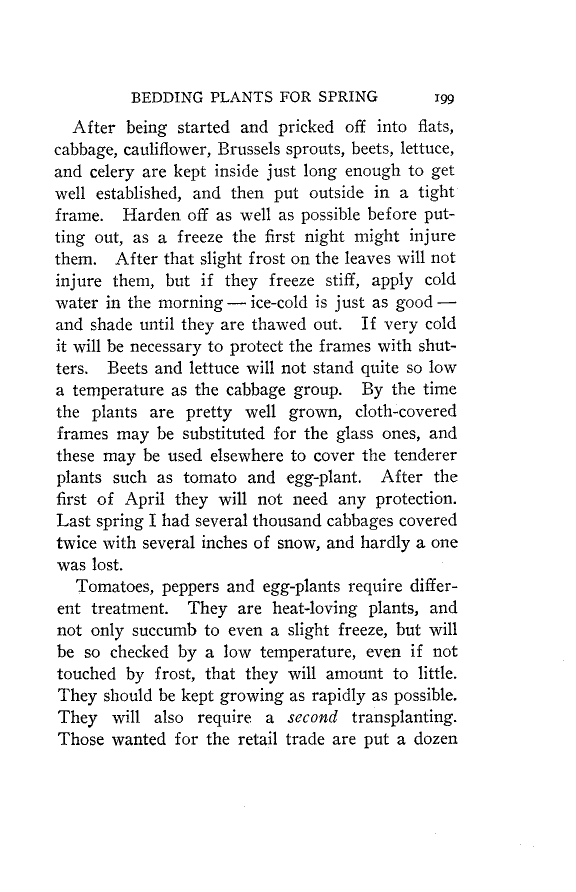 BEDDING PLANTS FOR SPRING 199
After being started and pricked off into flats,
cabbage, cauliflower, Brussels sprouts, beets, lettuce,
and celery are kept inside just long enough to get
well established, and then put outside in a tight
frame. Harden off as well as possible before put-
ting out, as a freeze the first night might injure
them. After that slight frost on the leaves will not
injure them, but if they freeze stiff, apply cold
water in the morning — ice-cold is just as good —
and shade until they are thawed out. If very cold
it will be necessary to protect the frames with shut-
ters. Beets and lettuce will not stand quite so low
a temperature as the cabbage group. By the time
the plants are pretty well grown, cloth-covered
frames may be substituted for the glass ones, and
these may be used elsewhere to cover the tenderer
plants such as tomato and egg-plant. After the
first of April they will not need any protection.
Last spring I had several thousand cabbages covered
twice with several inches of snow, and hardly a one
was lost.
Tomatoes, peppers and egg-plants require differ-
ent treatment. They are heat-loving plants, and
not only succumb to even a slight freeze, but will
be so checked by a low temperature, even if not
touched by frost, that they will amount to little.
They should be kept growing as rapidly as possible.
They will also require a second transplanting.
Those wanted for the retail trade are put a dozen